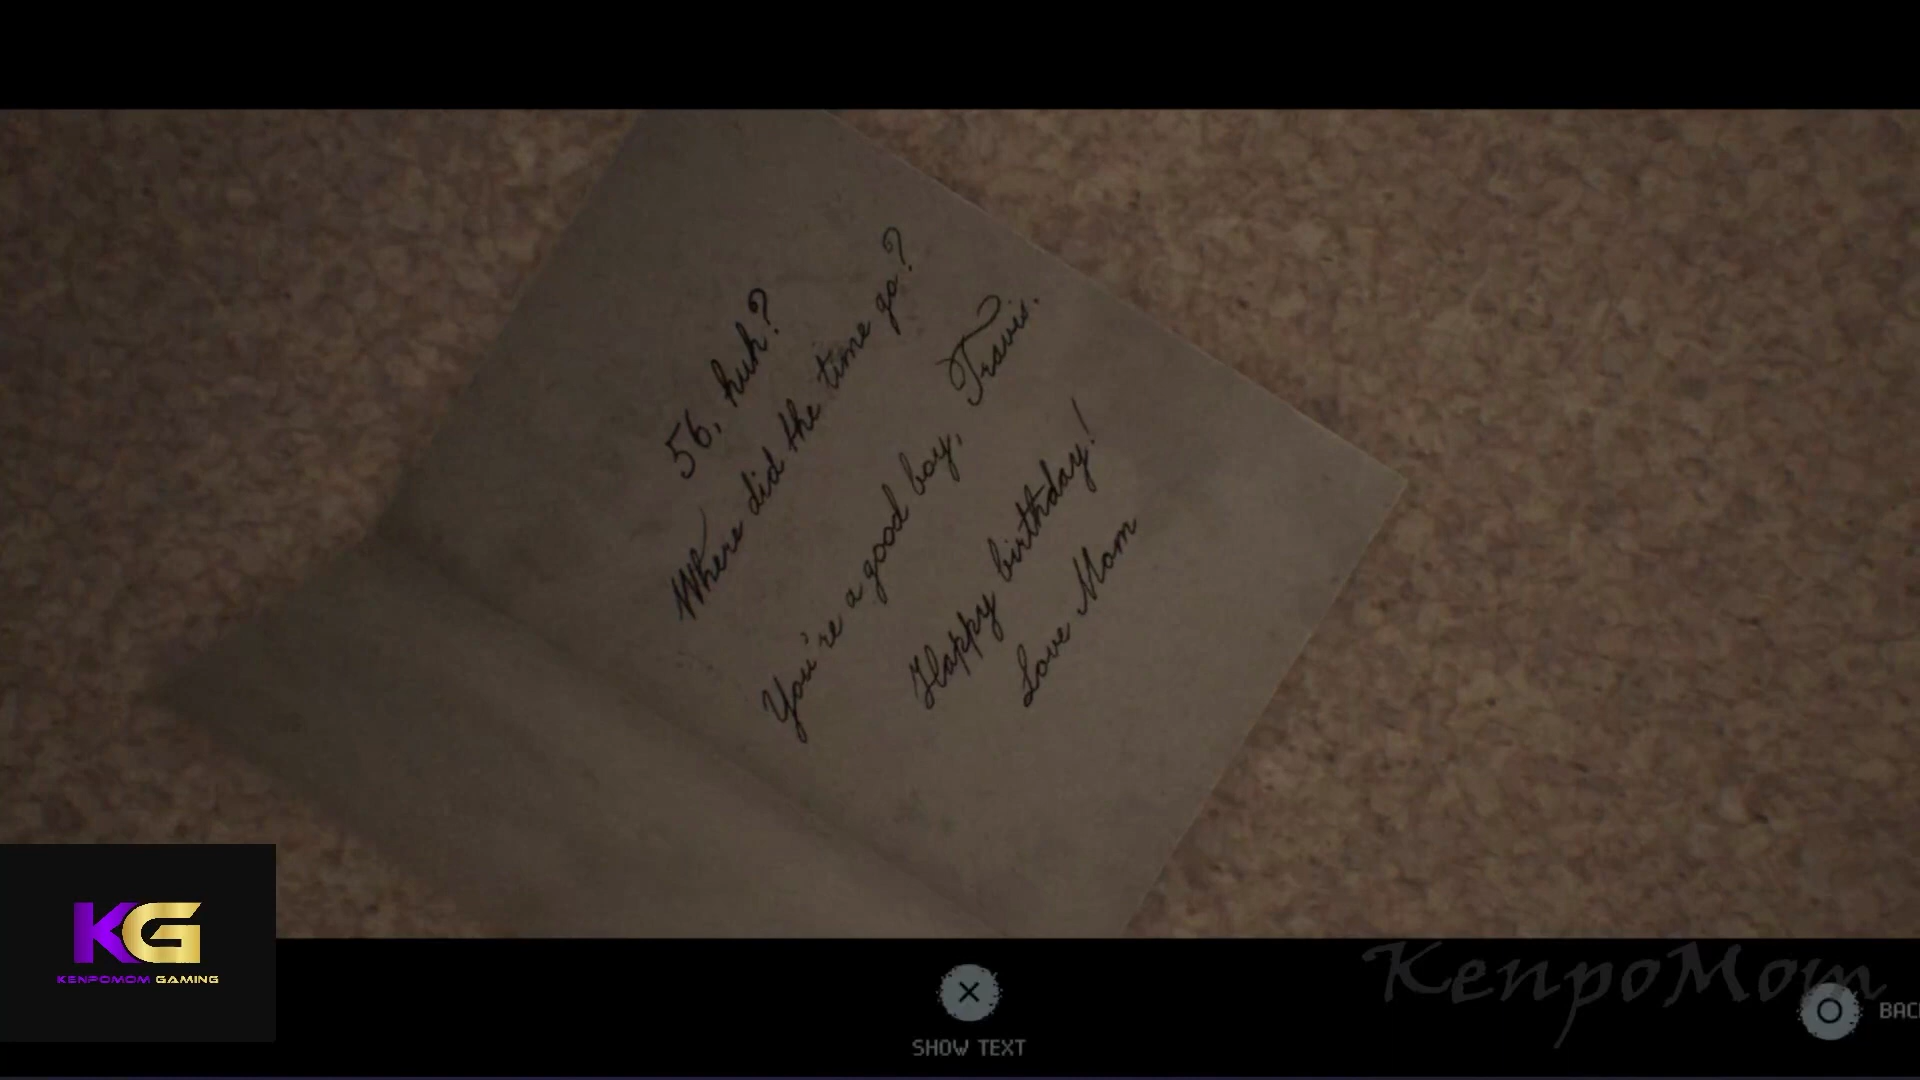 56, huh?
Where did the time go?
You're a good boy, Travis.
Happy birthday!
Love Mom
KG
KENPOMOM GAMING
SHOW TEXT
KenpoMom
BACK